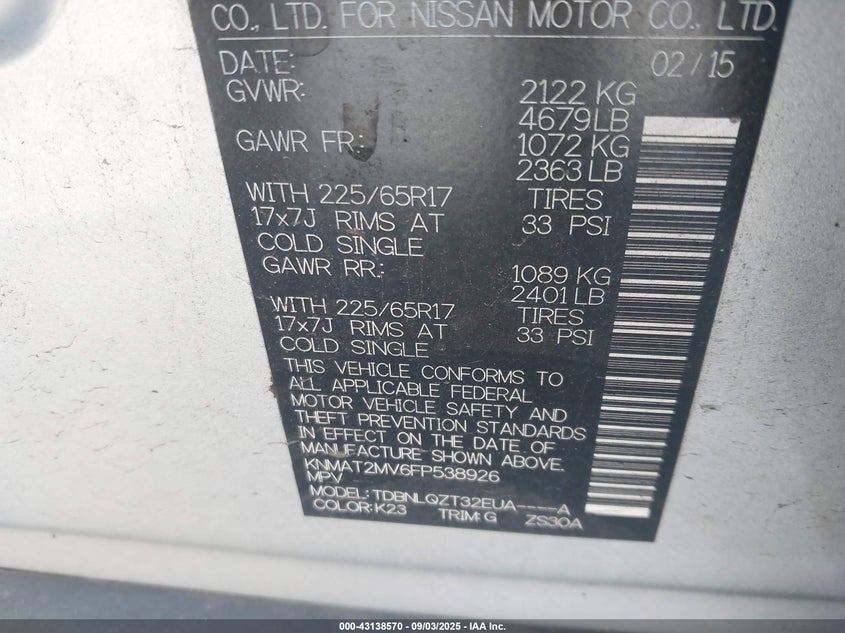 CO., LTD. FOR NISSAN MOTOR CO., LTD.
DATE: 02/15
GVWR: 2122 KG
4679 LB
GAWR FR: 1072 KG
2363 LB
WITH 225/65R17 TIRES
17x7J RIMS AT 33 PSI
COLD SINGLE
GAWR RR: 1089 KG
2401 LB
WITH 225/65R17 TIRES
17x7J RIMS AT 33 PSI
COLD SINGLE
THIS VEHICLE CONFORMS TO
ALL APPLICABLE FEDERAL
MOTOR VEHICLE SAFETY AND
THEFT PREVENTION STANDARDS
IN EFFECT ON THE DATE OF
MANUFACTURE SHOWN ABOVE.
KNMAT2MV6FP538926
MPV
MODEL: TDBNLQZT32EUA----A
COLOR: K23 TRIM: G ZS30A
000-43138570 - 09/03/2025 - IAA Inc.